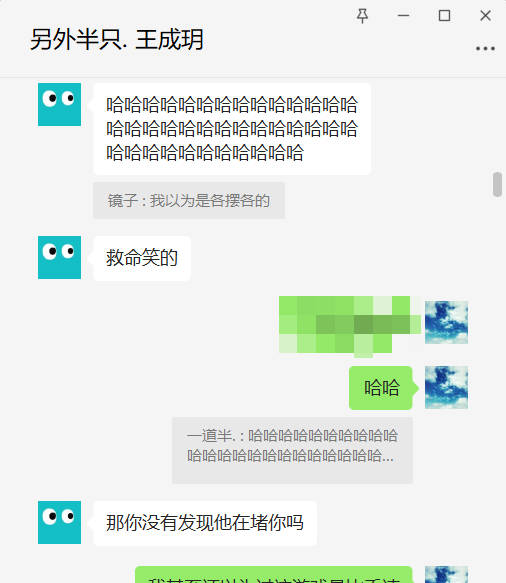 另外半只. 王成玥
哈哈哈哈哈哈哈哈哈哈哈哈哈哈
哈哈哈哈哈哈哈哈哈哈哈哈哈哈
哈哈哈哈哈哈哈哈哈哈哈
镜子 : 我以为是各摆各的
救命笑的
哈哈
一道半. : 哈哈哈哈哈哈哈哈哈哈
哈哈哈哈哈哈哈哈哈哈哈哈哈...
那你没有发现他在堵你吗